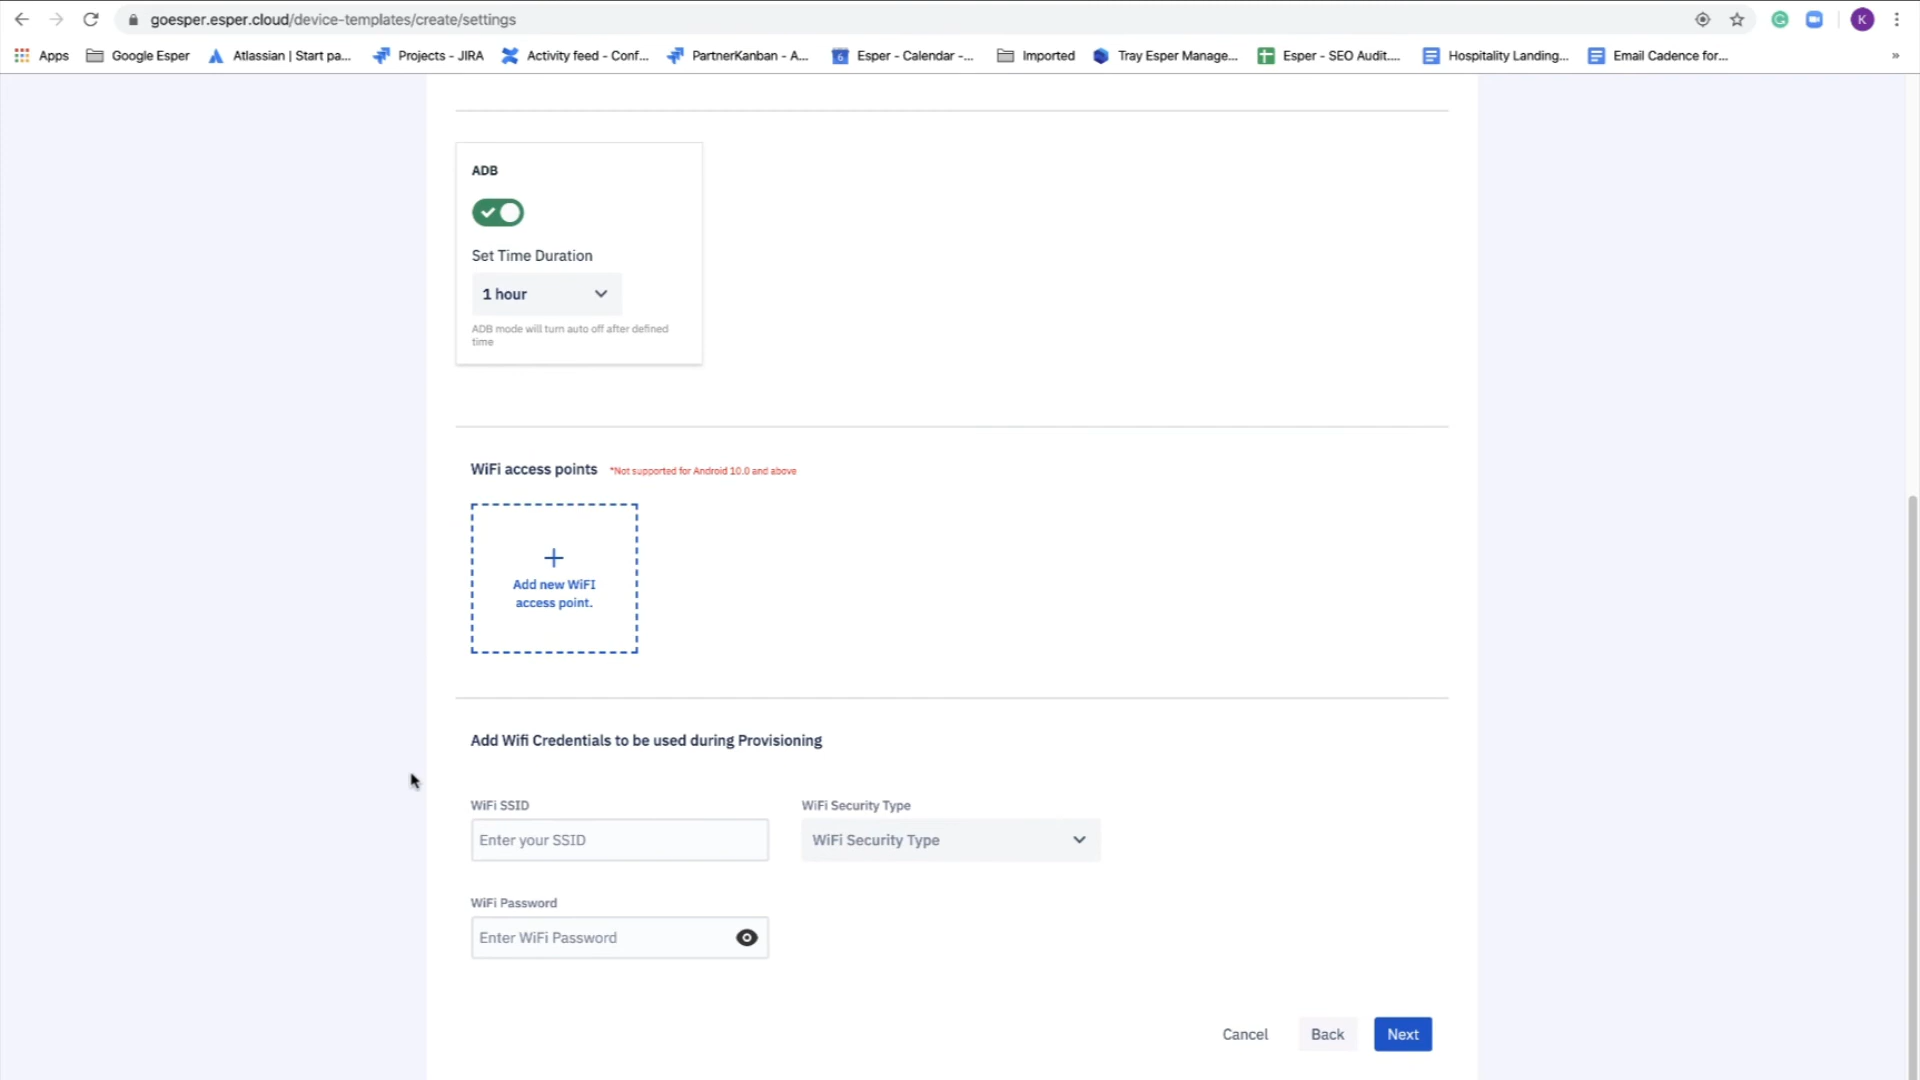 goesper.esper.cloud/device-templates/create/settings
K
Apps Google Esper Atlassian | Start pa... Projects - JIRA Activity feed - Conf... PartnerKanban - A... 6 Esper - Calendar -... Imported Tray Esper Manage... Esper - SEO Audit.... Hospitality Landing... Email Cadence for... »
ADB
Set Time Duration
1 hour
ADB mode will turn auto off after defined
time
WiFi access points *Not supported for Android 10.0 and above
Add new WiFI
access point.
Add Wifi Credentials to be used during Provisioning
WiFi SSID WiFi Security Type
Enter your SSID WiFi Security Type
WiFi Password
Enter WiFi Password
Cancel Back Next